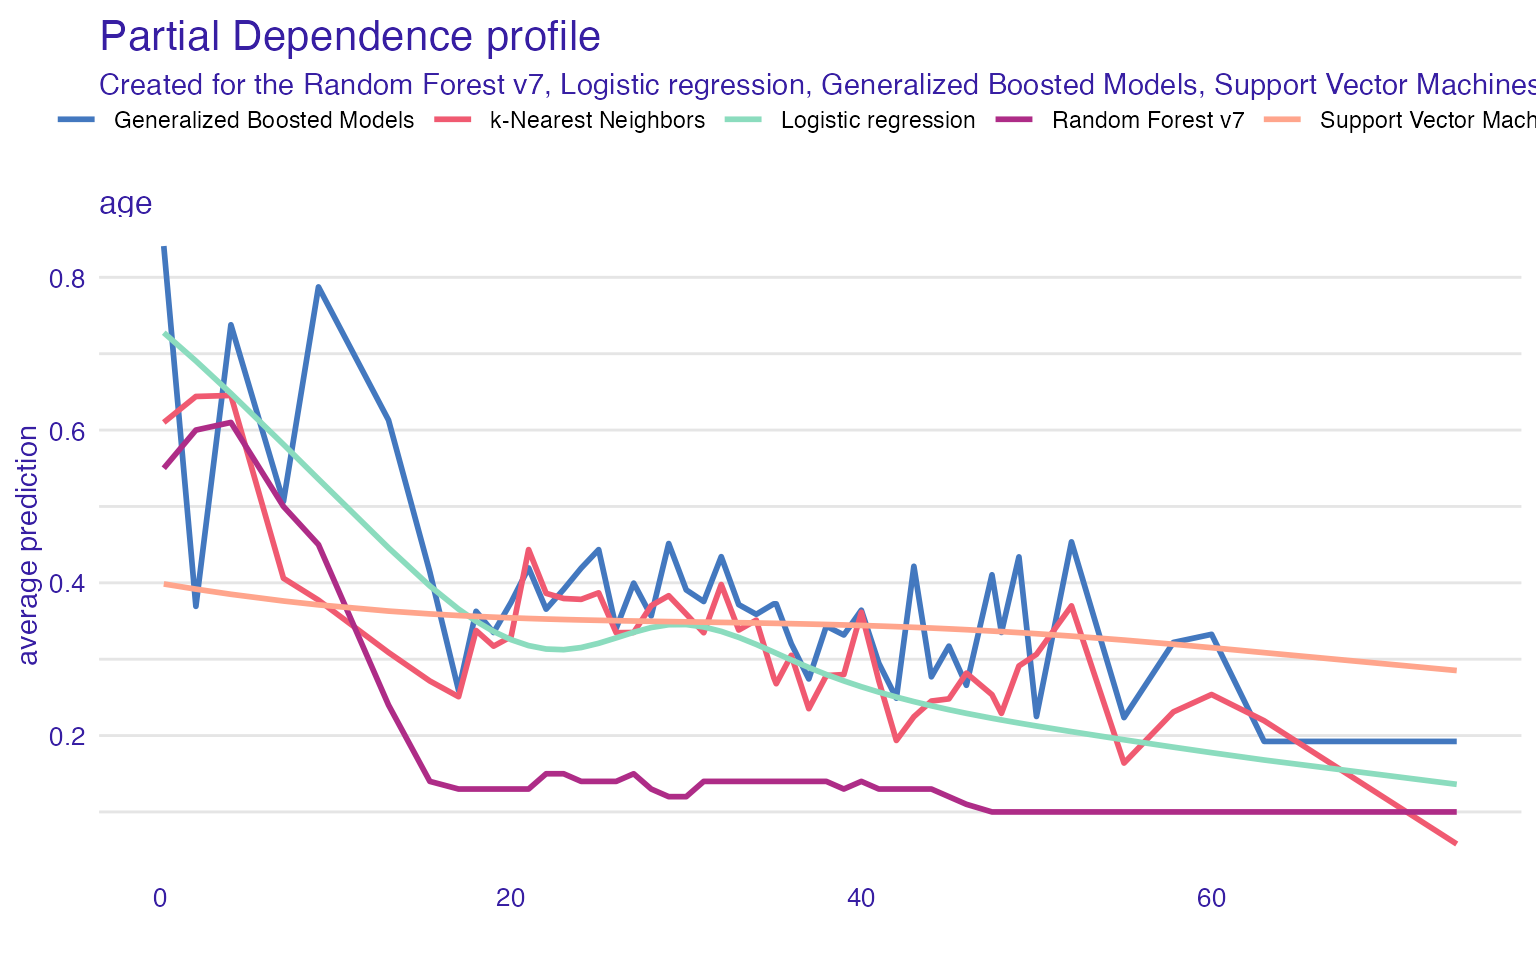 Partial Dependence profile
Created for the Random Forest v7, Logistic regression, Generalized Boosted Models, Support Vector Machines
Generalized Boosted Models k-Nearest Neighbors Logistic regression Random Forest v7 Support Vector Mach
age
average prediction
0.8
0.6
0.4
0.2
0 20 40 60